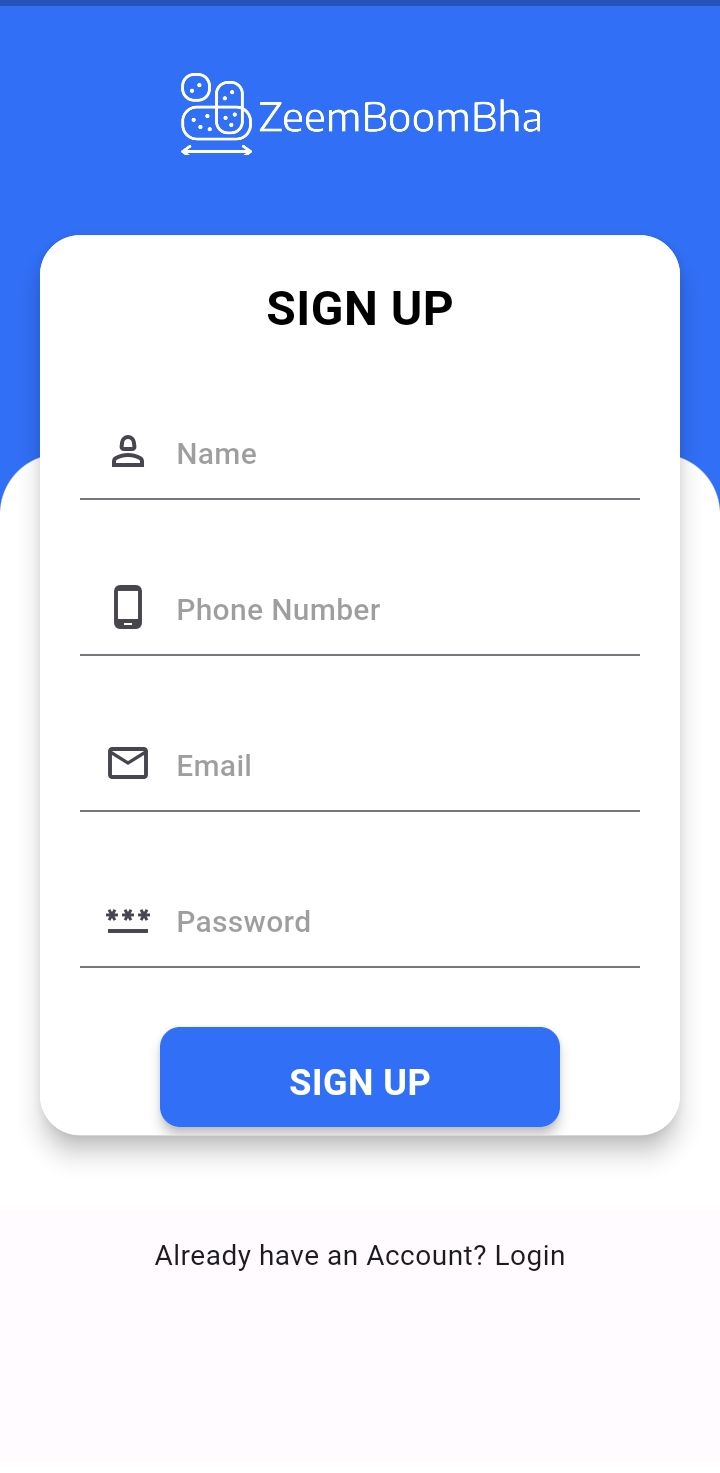 ZeemBoomBha
SIGN UP
Name
Phone Number
Email
Password
SIGN UP
Already have an Account? Login